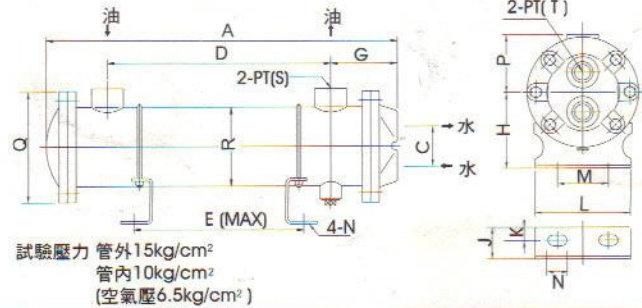 油
油
2-PT(T)
A
D
G
2-PT(S)
P
Q
R
C
水
水
H
M
E (MAX)
L
4-N
K
J
N
試驗壓力 管外15kg/cm²
管內10kg/cm²
(空氣壓6.5kg/cm²)